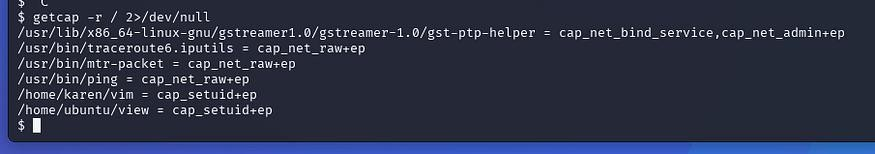 $ ^C
$ getcap -r / 2>/dev/null
/usr/lib/x86_64-linux-gnu/gstreamer1.0/gstreamer-1.0/gst-ptp-helper = cap_net_bind_service,cap_net_admin+ep
/usr/bin/traceroute6.iputils = cap_net_raw+ep
/usr/bin/mtr-packet = cap_net_raw+ep
/usr/bin/ping = cap_net_raw+ep
/home/karen/vim = cap_setuid+ep
/home/ubuntu/view = cap_setuid+ep
$